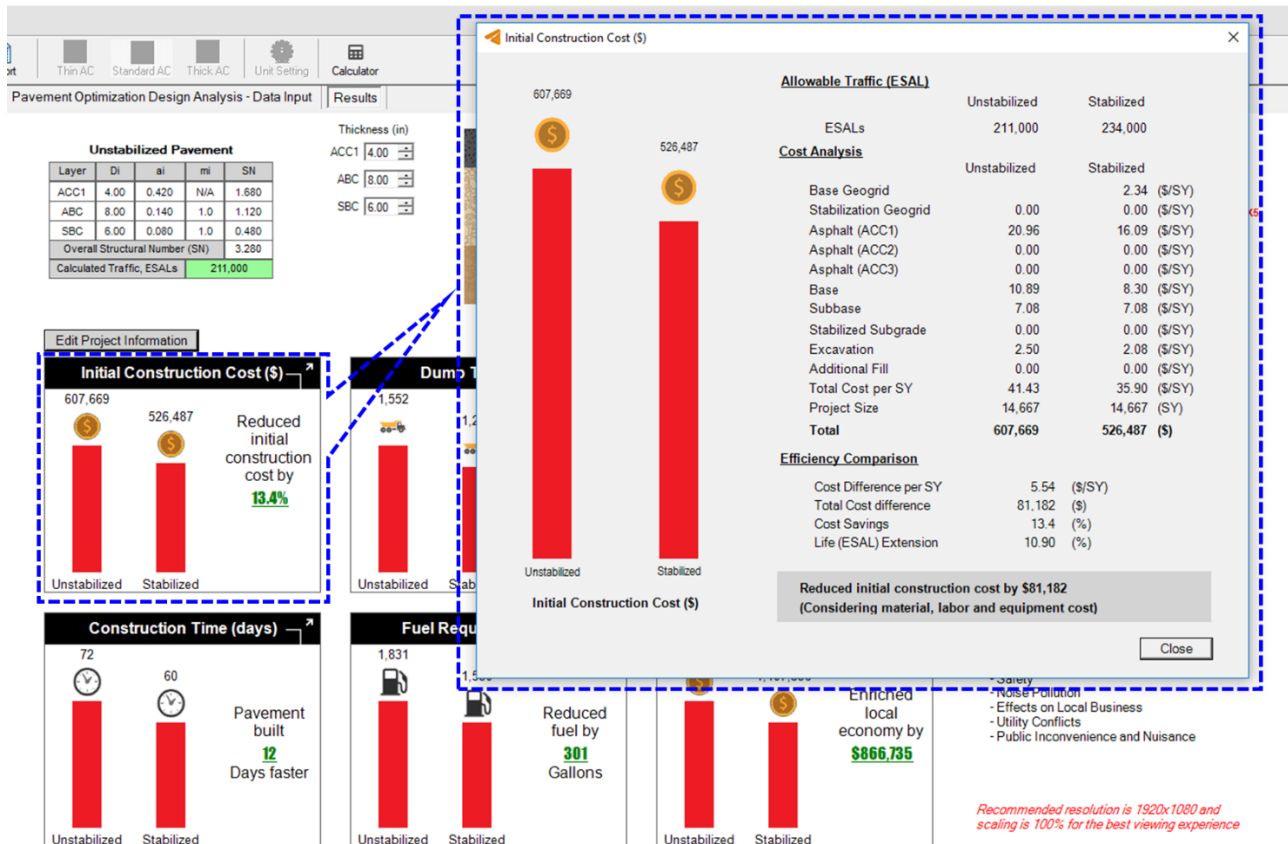 Initial Construction Cost ($)
Thin AC Standard AC Thick AC Unit Setting Calculator
Pavement Optimization Design Analysis - Data Input Results
Unstabilized Pavement
Layer Di ai mi SN
ACC1 4.00 0.420 N/A 1.680
ABC 8.00 0.140 1.0 1.120
SBC 6.00 0.080 1.0 0.480
Overall Structural Number (SN) 3.280
Calculated Traffic, ESALs 211,000
Thickness (in)
ACC1 4.00
ABC 8.00
SBC 6.00
Edit Project Information
Initial Construction Cost ($)
607,669
526,487
Reduced
initial
construction
cost by
13.4%
Unstabilized Stabilized
1,552
Unstabilized
Construction Time (days)
72
60
Pavement
built
12
Days faster
Unstabilized Stabilized
1,831
Reduced
fuel by
301
Gallons
Unstabilized Stabilized
Enriched
local
economy by
$866,735
Unstabilized Stabilized
607,669
526,487
Unstabilized Stabilized
Initial Construction Cost ($)
Allowable Traffic (ESAL)
Unstabilized Stabilized
ESALs 211,000 234,000
Cost Analysis
Unstabilized Stabilized
Base Geogrid 2.34 ($/SY)
Stabilization Geogrid 0.00 0.00 ($/SY)
Asphalt (ACC1) 20.96 16.09 ($/SY)
Asphalt (ACC2) 0.00 0.00 ($/SY)
Asphalt (ACC3) 0.00 0.00 ($/SY)
Base 10.89 8.30 ($/SY)
Subbase 7.08 7.08 ($/SY)
Stabilized Subgrade 0.00 0.00 ($/SY)
Excavation 2.50 2.08 ($/SY)
Additional Fill 0.00 0.00 ($/SY)
Total Cost per SY 41.43 35.90 ($/SY)
Project Size 14,667 14,667 (SY)
Total 607,669 526,487 ($)
Efficiency Comparison
Cost Difference per SY 5.54 ($/SY)
Total Cost difference 81,182 ($)
Cost Savings 13.4 (%)
Life (ESAL) Extension 10.90 (%)
Reduced initial construction cost by $81,182
(Considering material, labor and equipment cost)
Close
- Safety
- Noise Pollution
- Effects on Local Business
- Utility Conflicts
- Public Inconvenience and Nuisance
Recommended resolution is 1920x1080 and
scaling is 100% for the best viewing experience